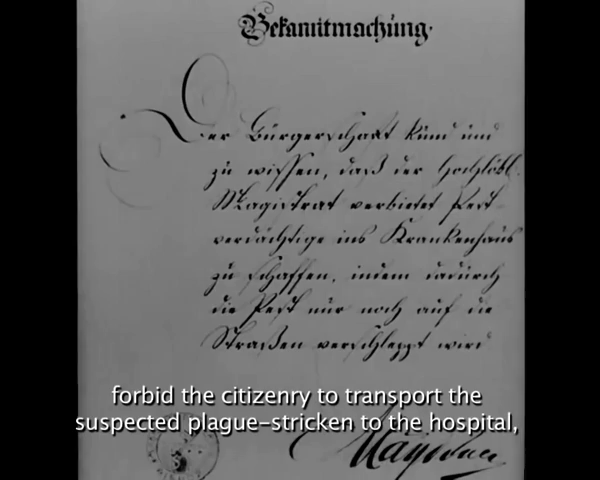 Bekanntmachung.
Der Bürgerschaft kund und
zu wissen, daß der Hochlöbl.
Magistrat verbietet Pest-
verdächtige ins Krankenhaus
zu schaffen, indem dadurch
die Pest nur noch auf die
Straßen verschleppt wird
forbid the citizenry to transport the
suspected plague-stricken to the hospital,